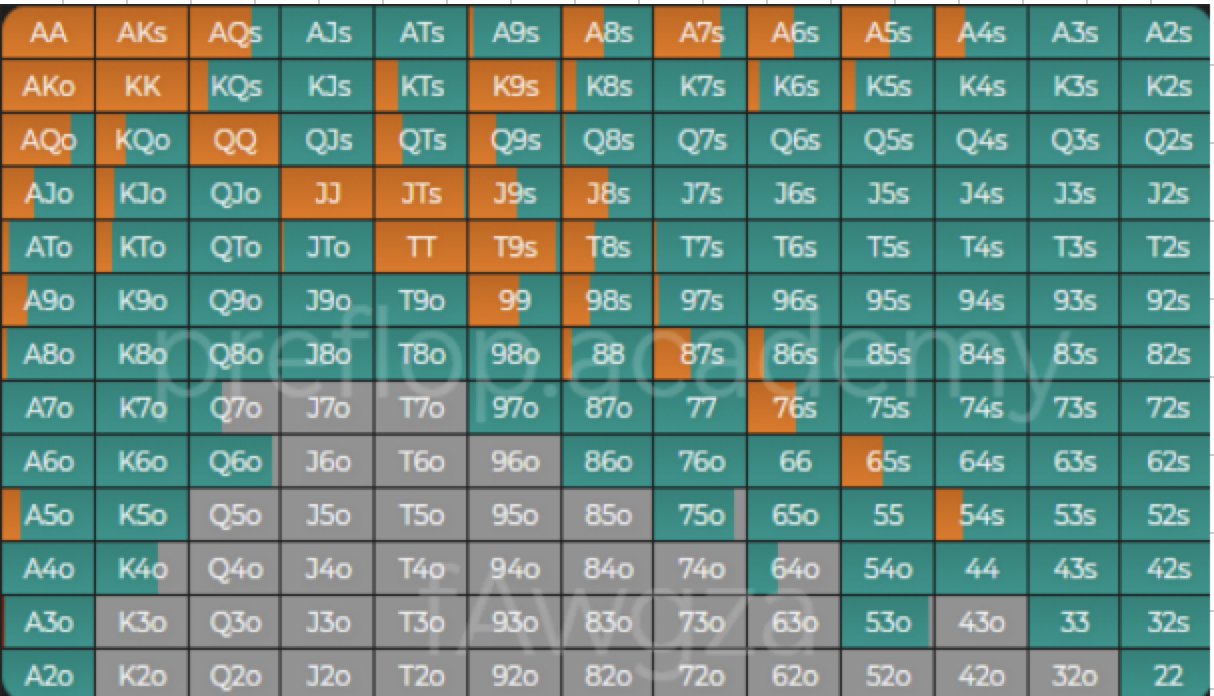 AA AKs AQs AJs ATs A9s A8s A7s A6s A5s A4s A3s A2s
AKo KK KQs KJs KTs K9s K8s K7s K6s K5s K4s K3s K2s
AQo KQo QQ QJs QTs Q9s Q8s Q7s Q6s Q5s Q4s Q3s Q2s
AJo KJo QJo JJ JTs J9s J8s J7s J6s J5s J4s J3s J2s
ATo KTo QTo JTo TT T9s T8s T7s T6s T5s T4s T3s T2s
A9o K9o Q9o J9o T9o 99 98s 97s 96s 95s 94s 93s 92s
A8o K8o Q8o J8o T8o 98o 88 87s 86s 85s 84s 83s 82s
preflop.academy
A7o K7o Q7o J7o T7o 97o 87o 77 76s 75s 74s 73s 72s
A6o K6o Q6o J6o T6o 96o 86o 76o 66 65s 64s 63s 62s
A5o K5o Q5o J5o T5o 95o 85o 75o 65o 55 54s 53s 52s
A4o K4o Q4o J4o T4o 94o 84o 74o 64o 54o 44 43s 42s
fAwgza
A3o K3o Q3o J3o T3o 93o 83o 73o 63o 53o 43o 33 32s
A2o K2o Q2o J2o T2o 92o 82o 72o 62o 52o 42o 32o 22